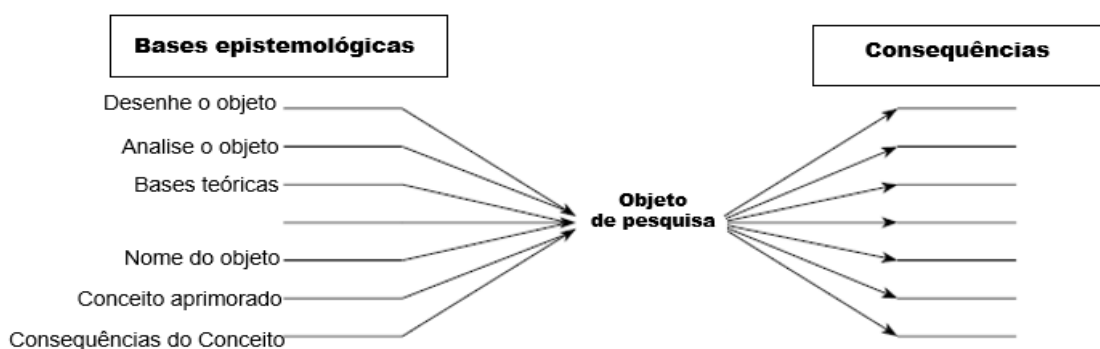 Bases epistemológicas
Consequências
Desenhe o objeto
Analise o objeto
Bases teóricas
Objeto
de pesquisa
Nome do objeto
Conceito aprimorado
Consequências do Conceito